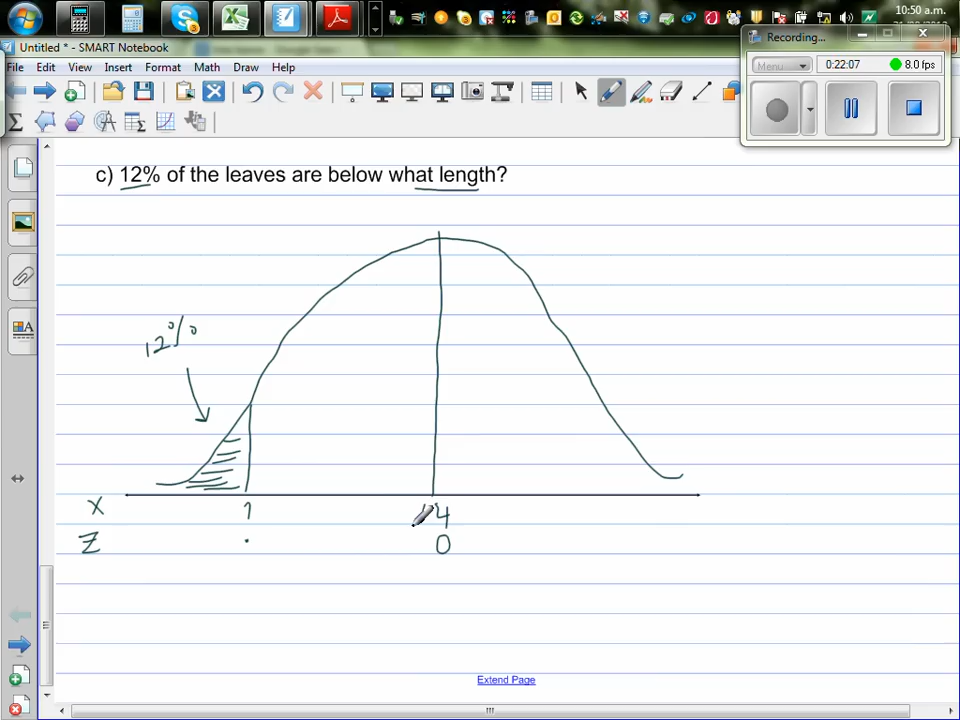 10:50 a.m.
Untitled * - SMART Notebook
Recording...
File Edit View Insert Format Math Draw Help
Menu 0:22:07 8.0 fps
c) 12% of the leaves are below what length?
12%
X ? 14
Z . 0
Extend Page